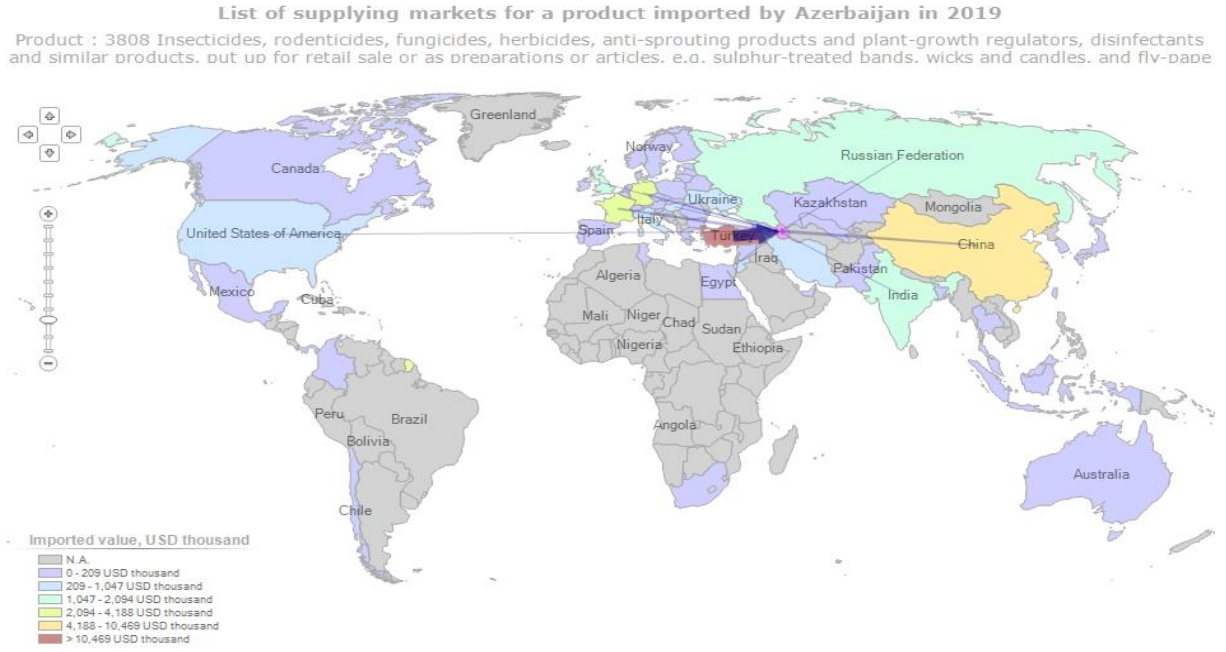 List of supplying markets for a product imported by Azerbaijan in 2019
Product : 3808 Insecticides, rodenticides, fungicides, herbicides, anti-sprouting products and plant-growth regulators, disinfectants
and similar products, put up for retail sale or as preparations or articles, e.g. sulphur-treated bands, wicks and candles, and fly-pape
Greenland
Norway
Russian Federation
Canada
Ukraine
Kazakhstan
Mongolia
United States of America
Spain
Italy
Turkey
China
Iraq
Pakistan
Algeria
Egypt
India
Mexico
Cuba
Mali
Niger
Chad
Sudan
Nigeria
Ethiopia
Peru
Brazil
Angola
Bolivia
Australia
Chile
Imported value, USD thousand
N.A.
0 - 209 USD thousand
209 - 1,047 USD thousand
1,047 - 2,094 USD thousand
2,094 - 4,188 USD thousand
4,188 - 10,469 USD thousand
> 10,469 USD thousand